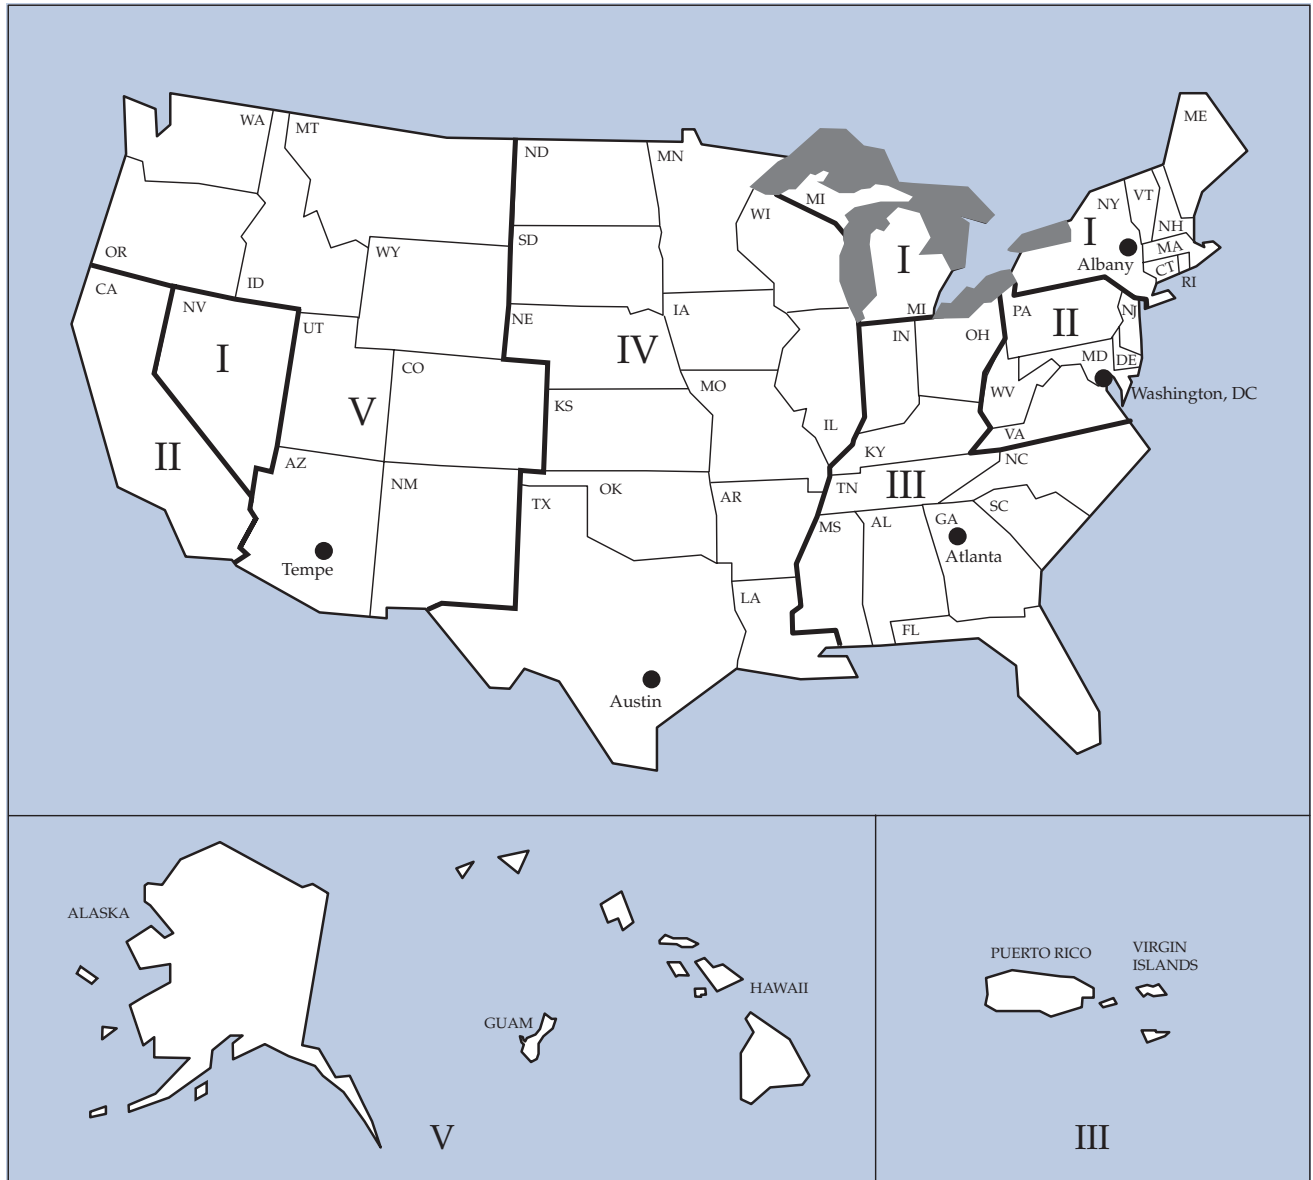 ME
WA
MT
ND
MN
MI
WI
NY
VT
NH
I
MA
Albany
CT
RI
OR
ID
WY
SD
CA
NV
I
MI
UT
NE
IA
IN
OH
PA
II
NJ
IV
MD
DE
I
CO
MO
WV
Washington, DC
V
KS
IL
KY
VA
II
AZ
NM
TX
OK
AR
TN
III
NC
MS
AL
GA
SC
Atlanta
Tempe
LA
FL
Austin
ALASKA
GUAM
HAWAII
V
PUERTO RICO
VIRGIN
ISLANDS
III